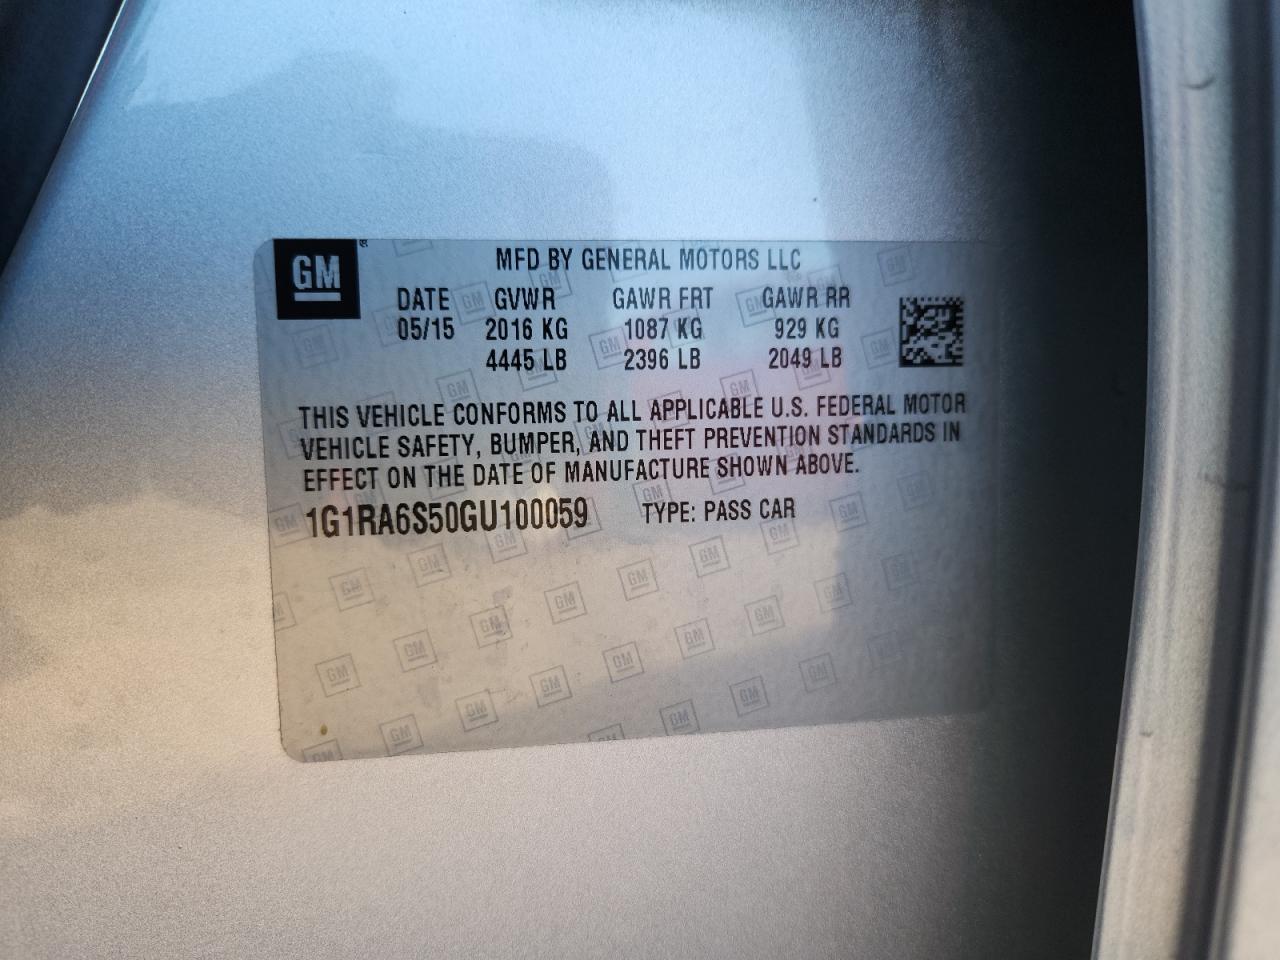 GM
MFD BY GENERAL MOTORS LLC
DATE GVWR GAWR FRT GAWR RR
05/15 2016 KG 1087 KG 929 KG
4445 LB 2396 LB 2049 LB
THIS VEHICLE CONFORMS TO ALL APPLICABLE U.S. FEDERAL MOTOR
VEHICLE SAFETY, BUMPER, AND THEFT PREVENTION STANDARDS IN
EFFECT ON THE DATE OF MANUFACTURE SHOWN ABOVE.
1G1RA6S50GU100059 TYPE: PASS CAR